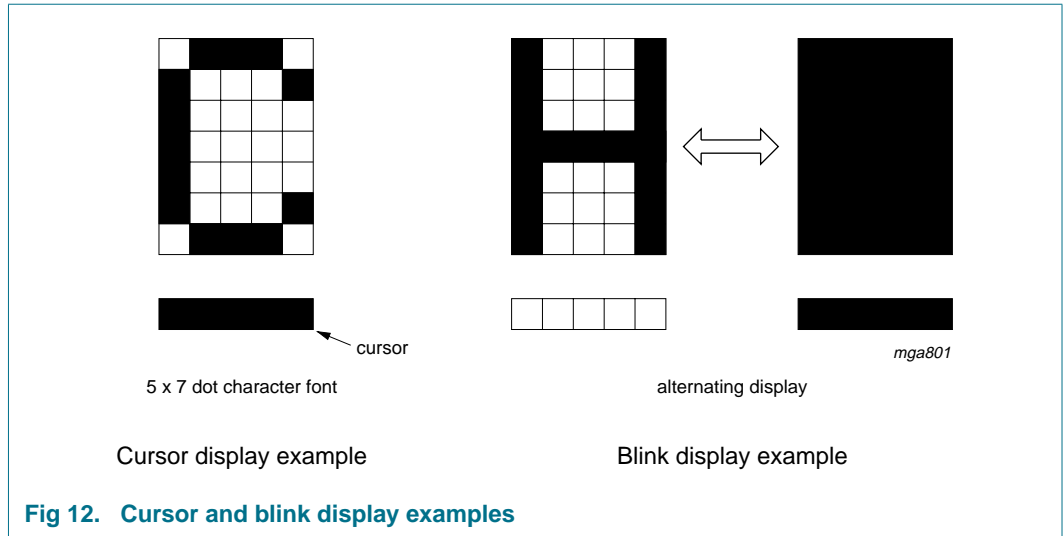 cursor
mga801
5 x 7 dot character font
alternating display
Cursor display example
Blink display example
Fig 12. Cursor and blink display examples